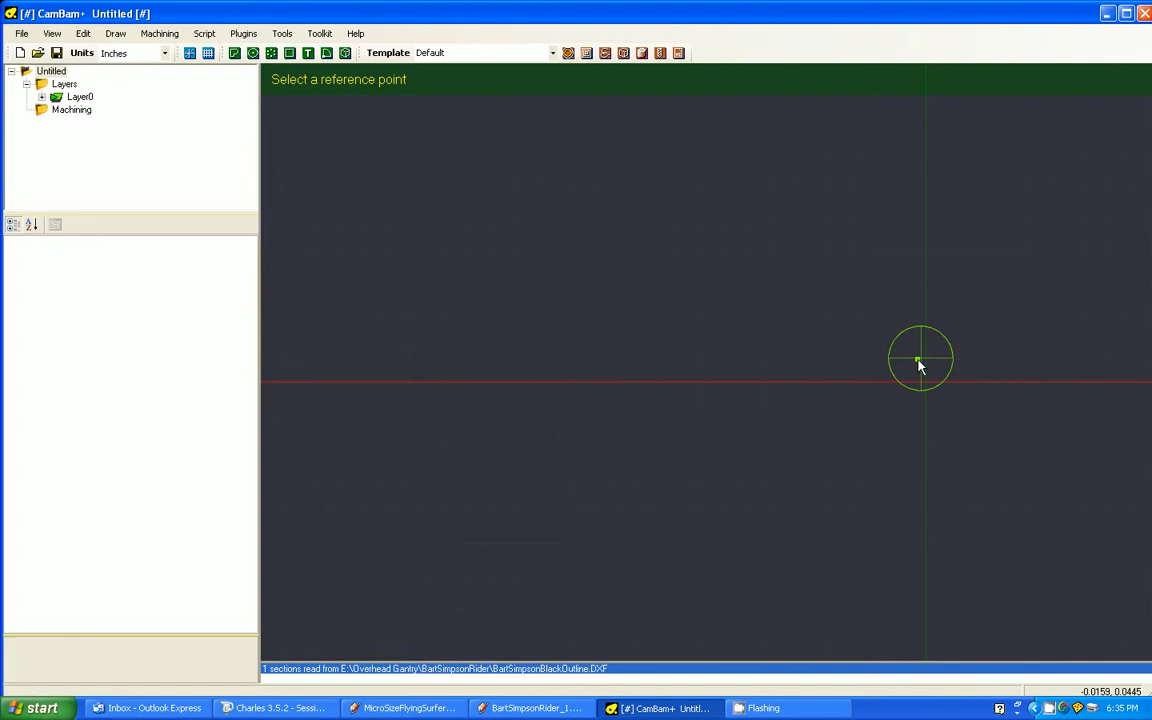 [#] CamBam+ Untitled [#]
File View Edit Draw Machining Script Plugins Tools Toolkit Help
Units Inches Template Default
Untitled
Layers
Layer0
Machining
Select a reference point
1 sections read from E:\Overhead Gantry\BartSimpsonRider\BartSimpsonBlackOutline.DXF
-0.0159, 0.0445
start Inbox - Outlook Express Charles 3.5.2 - Sessi... MicroSizeFlyingSurfer... BartSimpsonRider_1.... [#] CamBam+ Untitl... Flashing 6:35 PM